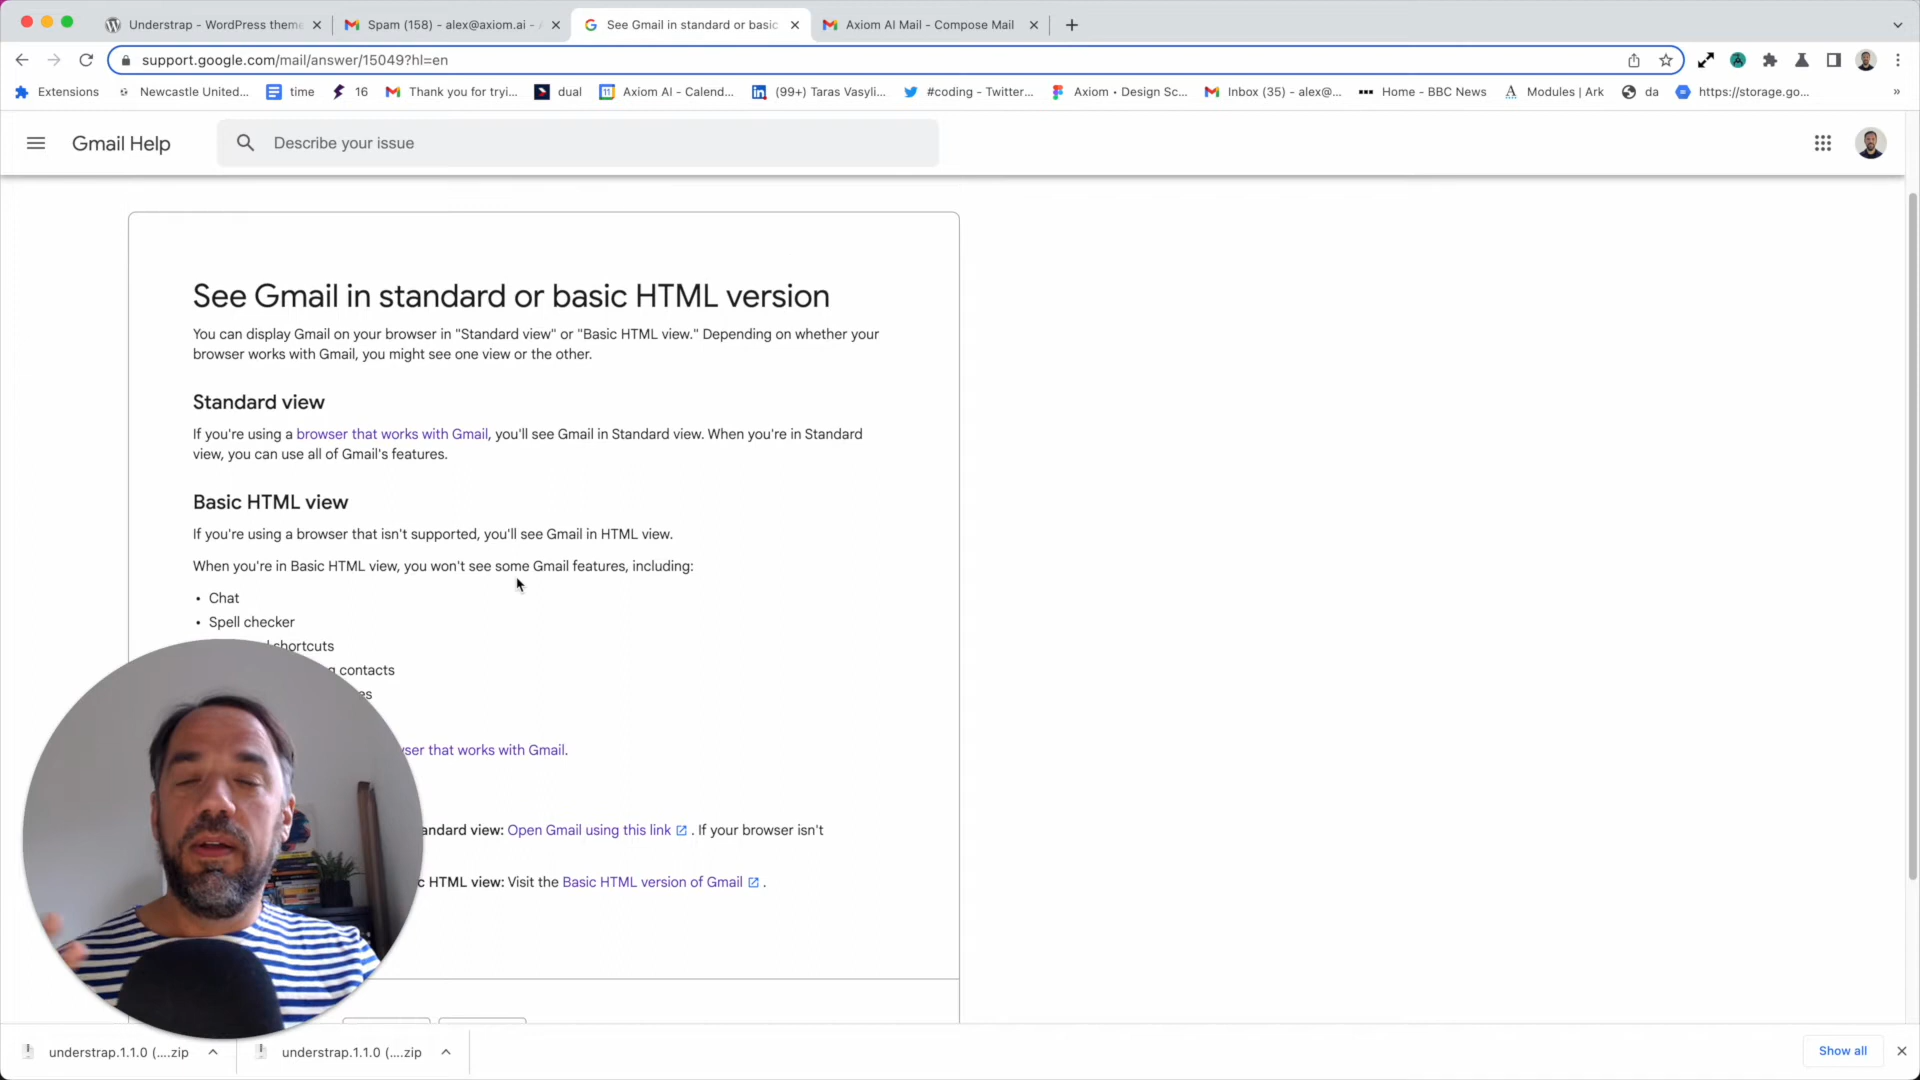 Understrap - WordPress theme
Spam (158) - alex@axiom.ai -
See Gmail in standard or basic
Axiom AI Mail - Compose Mail
support.google.com/mail/answer/15049?hl=en
Extensions
Newcastle United...
time
16
Thank you for tryi...
dual
11
Axiom AI - Calend...
(99+) Taras Vasyli...
#coding - Twitter...
Axiom • Design Sc...
Inbox (35) - alex@...
Home - BBC News
Modules | Ark
da
https://storage.go...
»
Gmail Help
Describe your issue
See Gmail in standard or basic HTML version
You can display Gmail on your browser in "Standard view" or "Basic HTML view." Depending on whether your
browser works with Gmail, you might see one view or the other.
Standard view
If you're using a browser that works with Gmail, you'll see Gmail in Standard view. When you're in Standard
view, you can use all of Gmail's features.
Basic HTML view
If you're using a browser that isn't supported, you'll see Gmail in HTML view.
When you're in Basic HTML view, you won't see some Gmail features, including:
• Chat
• Spell checker
shortcuts
contacts
es
ser that works with Gmail.
andard view: Open Gmail using this link . If your browser isn't
c HTML view: Visit the Basic HTML version of Gmail .
understrap.1.1.0 (....zip
understrap.1.1.0 (....zip
Show all